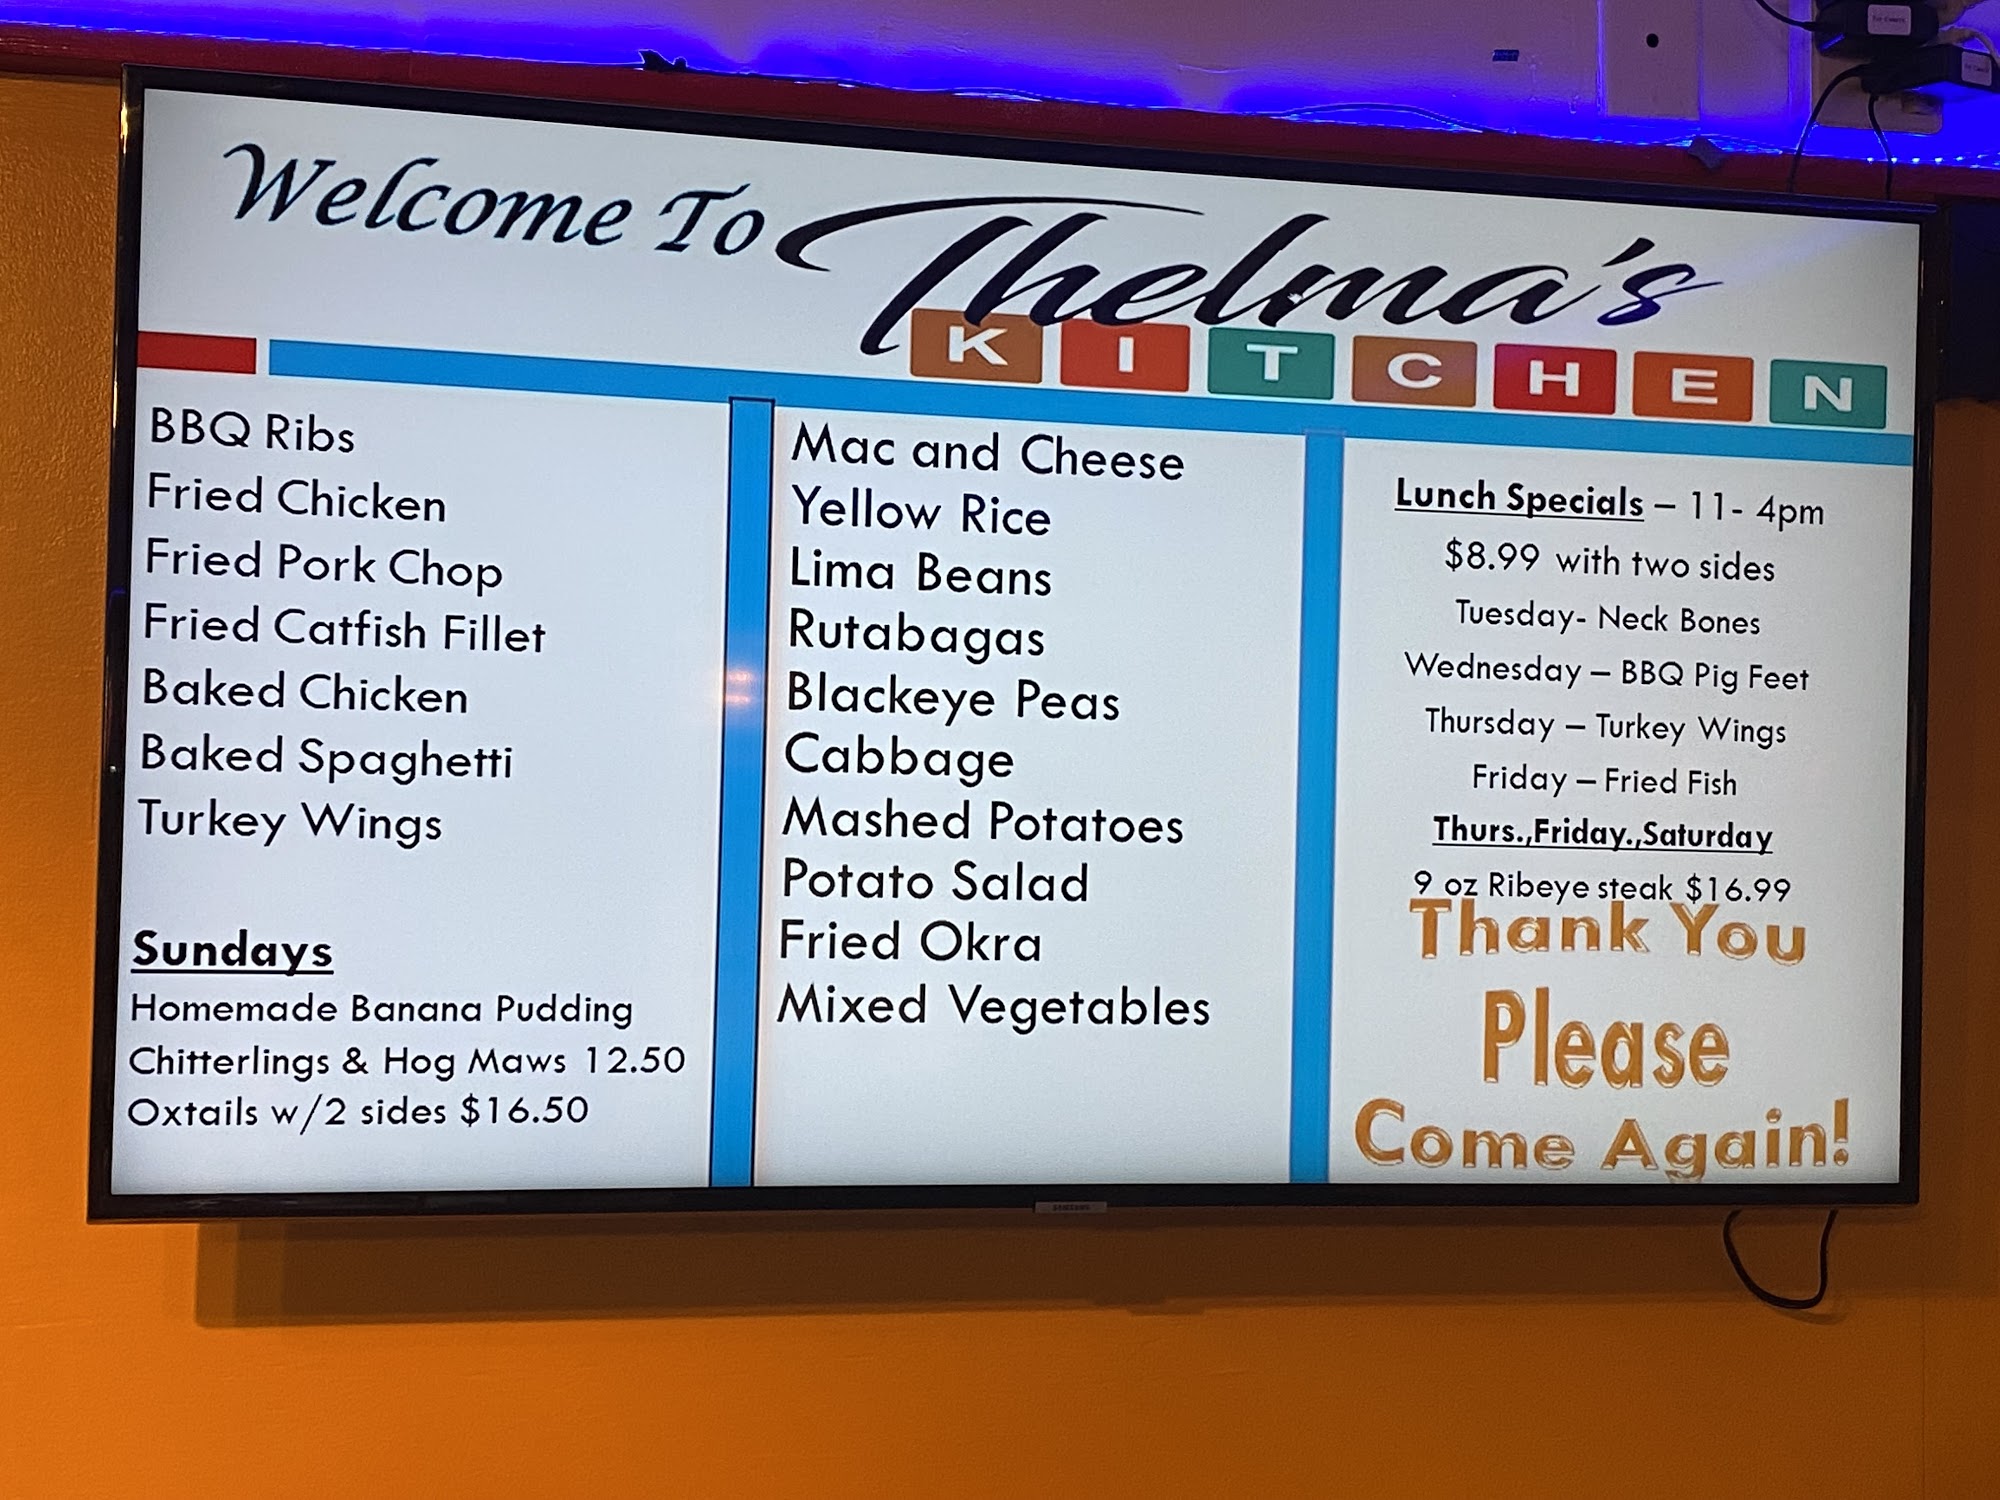 Welcome To Thelma's
KITCHEN
BBQ Ribs
Fried Chicken
Fried Pork Chop
Fried Catfish Fillet
Baked Chicken
Baked Spaghetti
Turkey Wings
Sundays
Homemade Banana Pudding
Chitterlings & Hog Maws 12.50
Oxtails w/2 sides $16.50
Mac and Cheese
Yellow Rice
Lima Beans
Rutabagas
Blackeye Peas
Cabbage
Mashed Potatoes
Potato Salad
Fried Okra
Mixed Vegetables
Lunch Specials – 11- 4pm
$8.99 with two sides
Tuesday- Neck Bones
Wednesday – BBQ Pig Feet
Thursday – Turkey Wings
Friday – Fried Fish
Thurs.,Friday.,Saturday
9 oz Ribeye steak $16.99
Thank You
Please
Come Again!
SAMSUNG